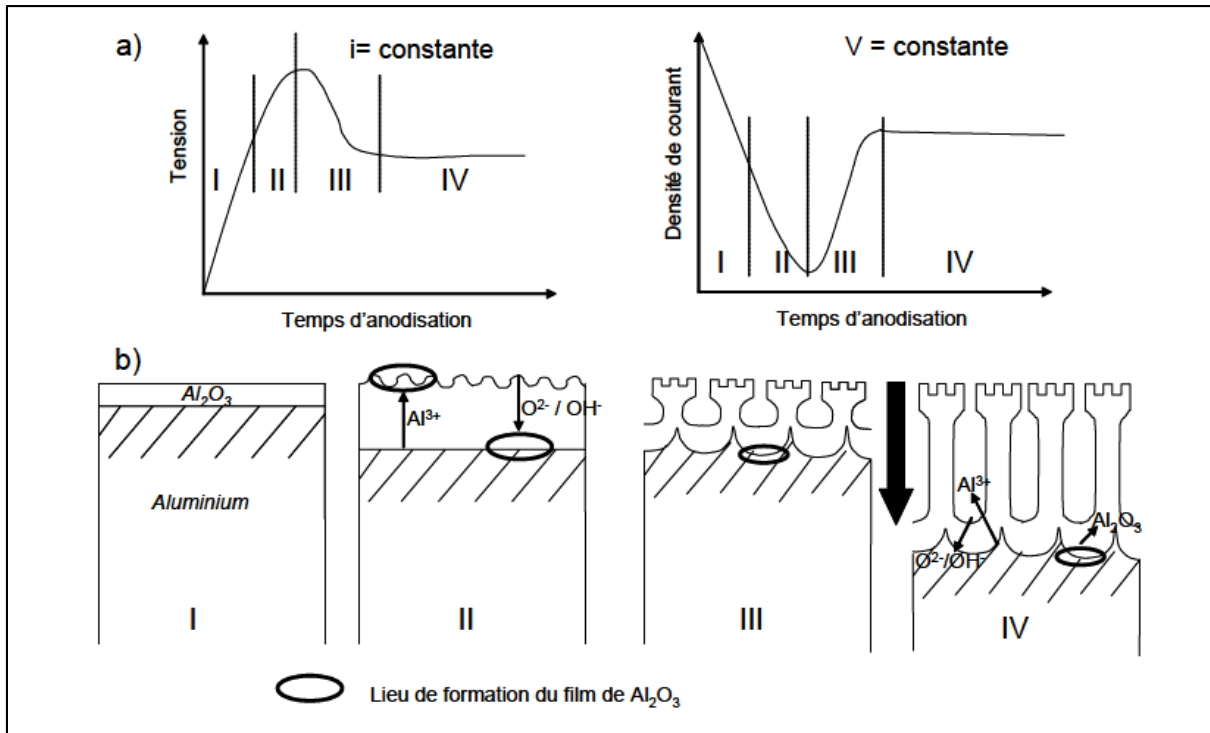 a)
i= constante
Tension
I
II
III
IV
Temps d'anodisation
V = constante
Densité de courant
I
II
III
IV
Temps d'anodisation
b)
Al₂O₃
Aluminium
I
Al³⁺
O²⁻ / OH⁻
II
III
Al³⁺
Al₂O₃
O²⁻/OH⁻
IV
Lieu de formation du film de Al₂O₃